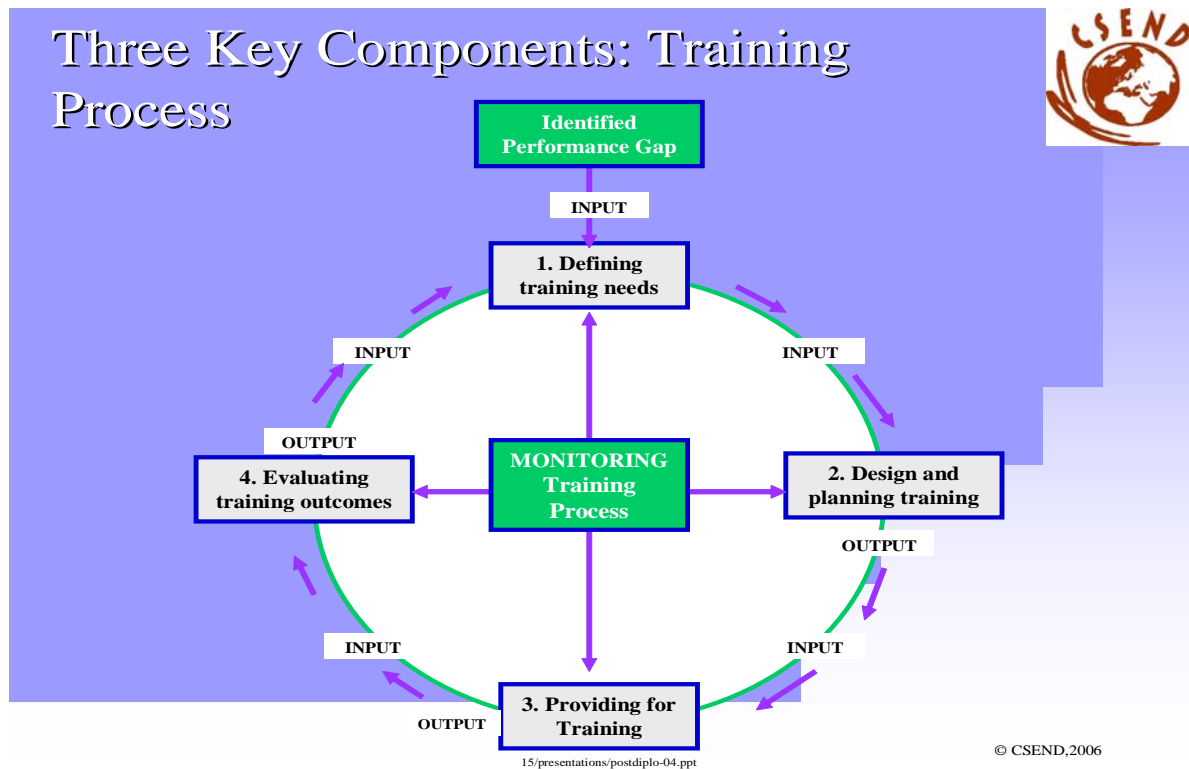 Three Key Components: Training
Process
CSEND
Identified
Performance Gap
INPUT
1. Defining
training needs
INPUT
INPUT
OUTPUT
4. Evaluating
training outcomes
MONITORING
Training
Process
2. Design and
planning training
OUTPUT
INPUT
INPUT
3. Providing for
Training
OUTPUT
© CSEND,2006
15/presentations/postdiplo-04.ppt